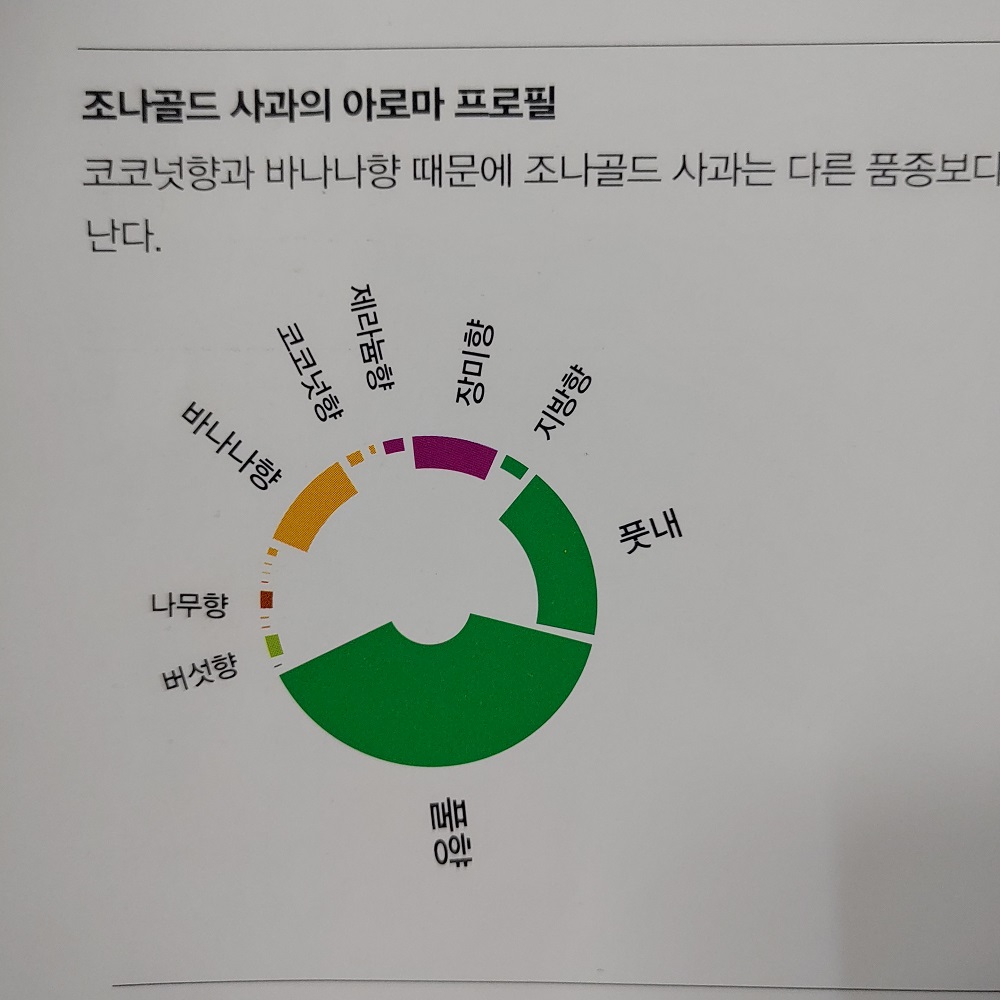 조나골드 사과의 아로마 프로필
코코넛향과 바나나향 때문에 조나골드 사과는 다른 품종보다
난다.
제라늄향
장미향
코코넛향
지방향
바나나향
풋내
나무향
버섯향
풀향